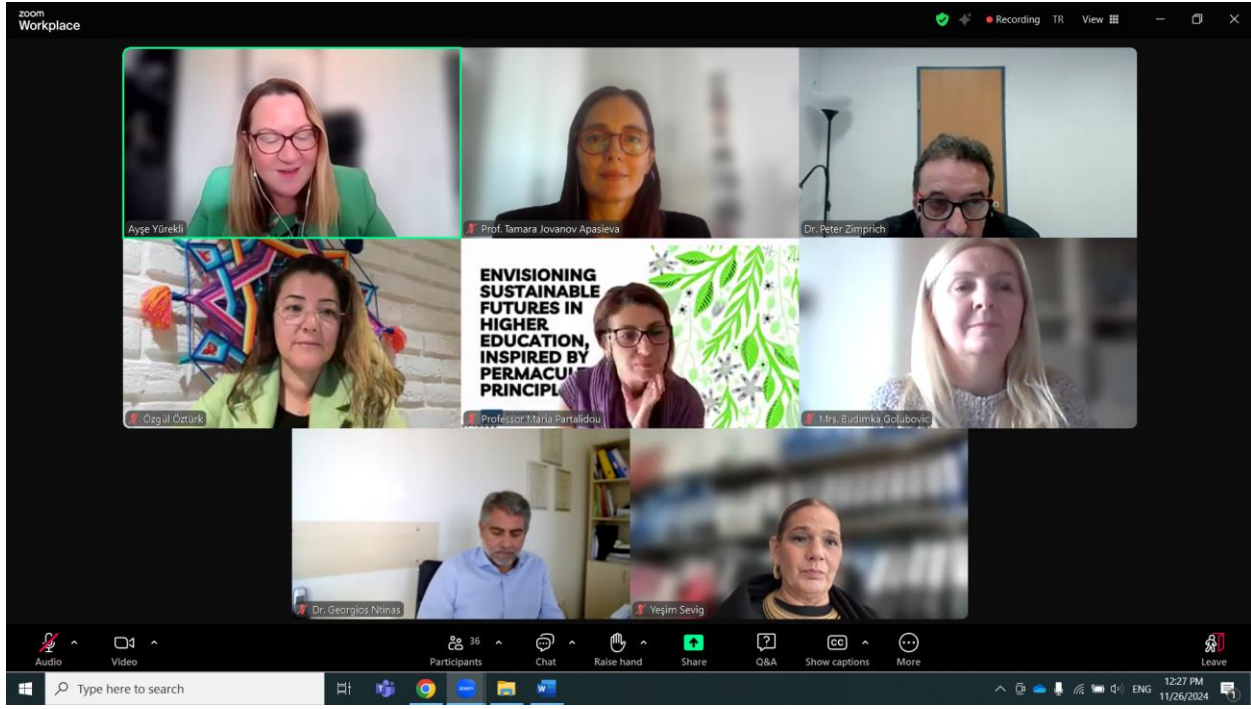 zoom
Workplace
Recording TR View
Ayşe Yürekli
Prof. Tamara Jovanov Apasieva
Dr. Peter Zimprich
ENVISIONING
SUSTAINABLE
FUTURES IN
HIGHER
EDUCATION,
INSPIRED BY
PERMACU
PRINCIPL
Özgül Öztürk
Professor Maria Partalidou
Mrs. Budimka Golubovic
Dr. Georgios Ntinas
Yeşim Sevig
Audio Video 36 Participants Chat Raise hand Share Q&A CC Show captions More Leave
Type here to search
zoom
ENG
12:27 PM
11/26/2024
1